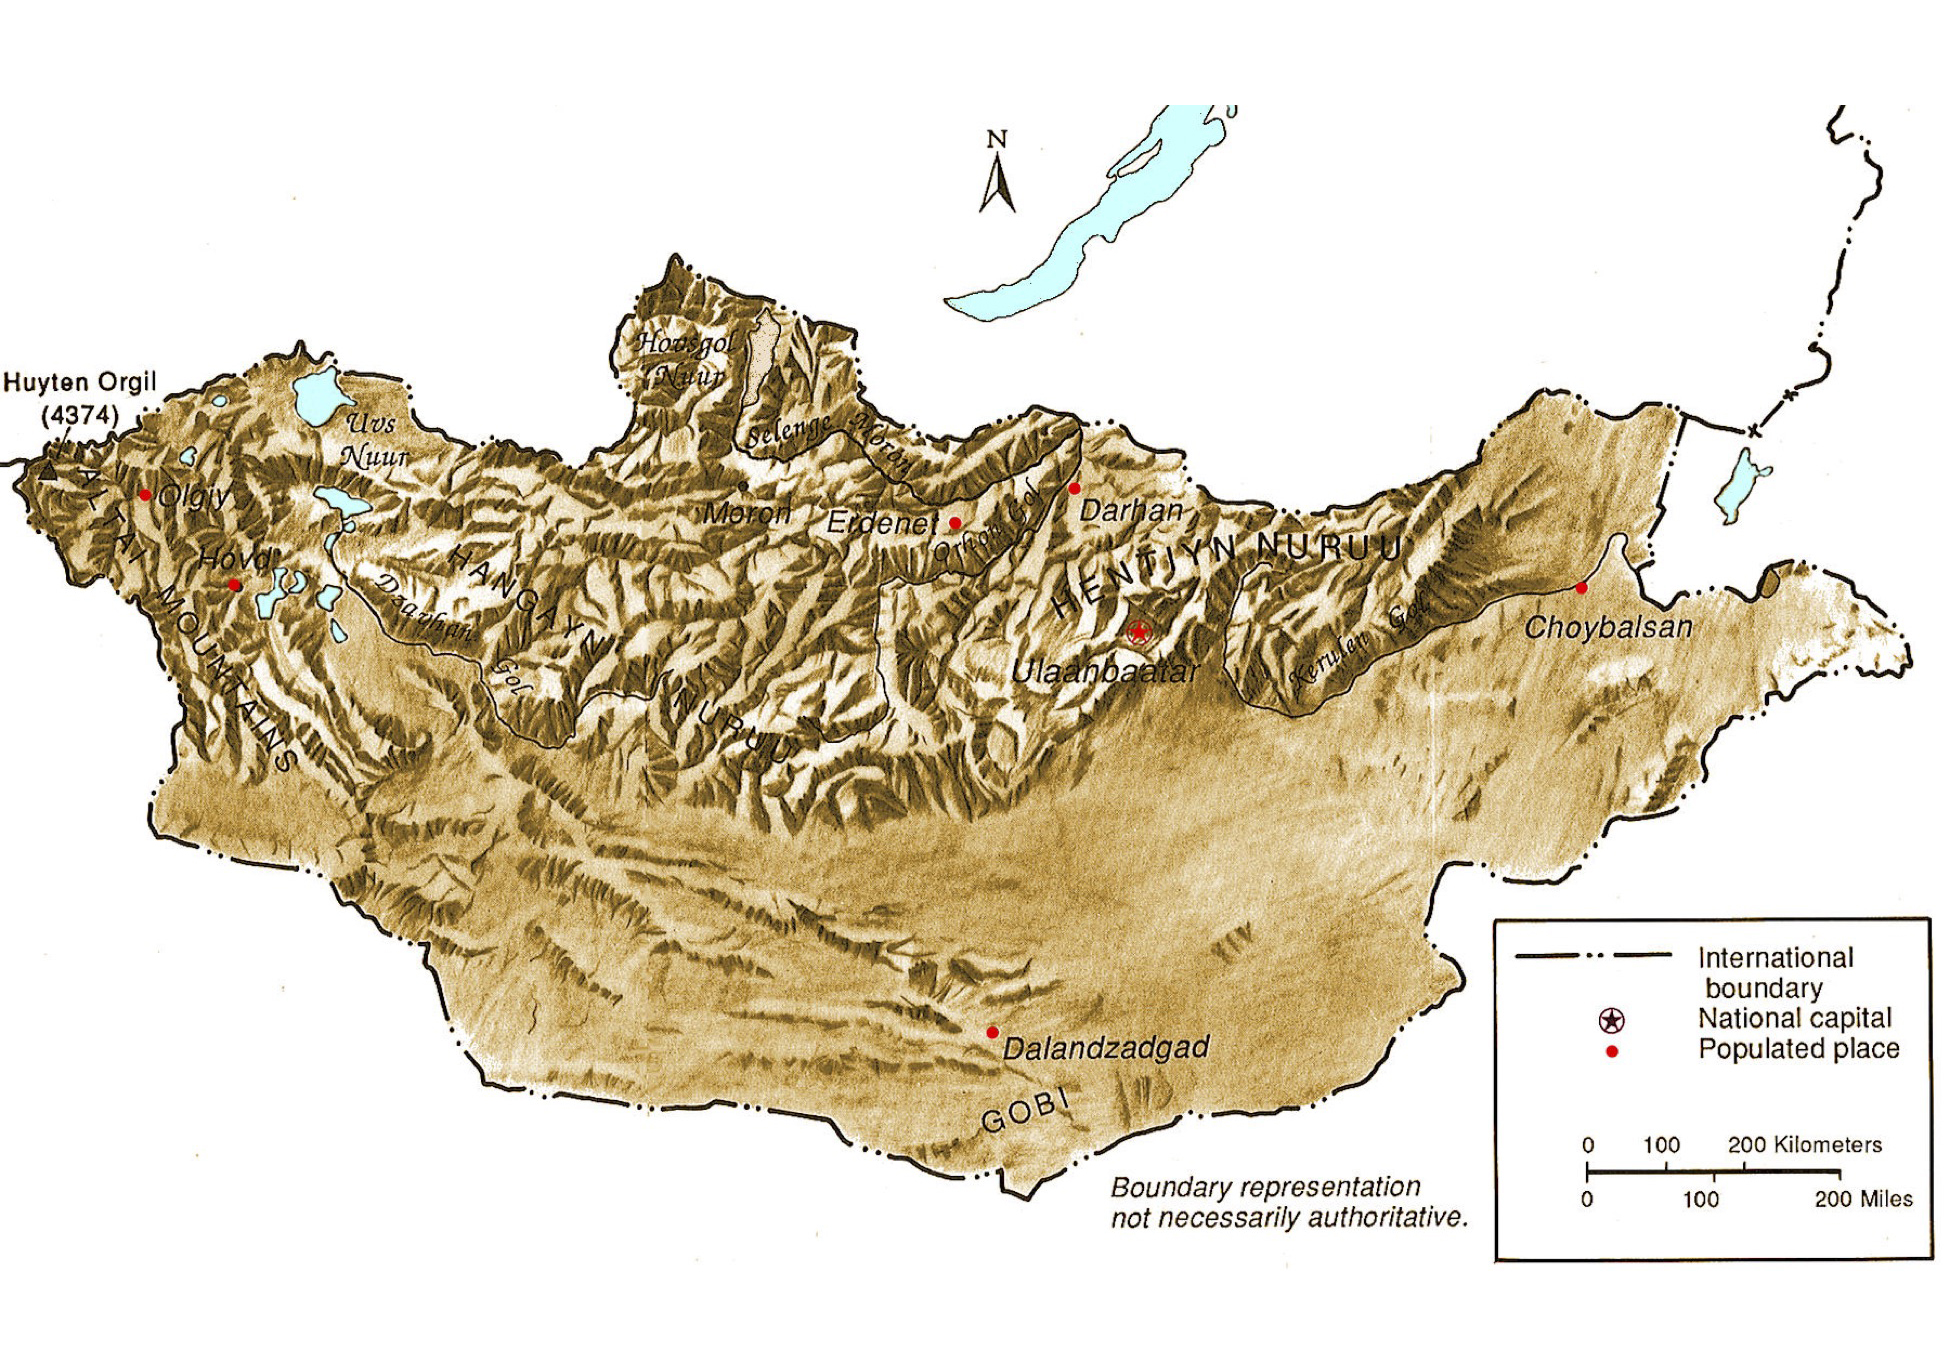 N
Huyten Orgil
(4374)
Hovsgol
Nuur
Uvs
Nuur
Selenge Moron
ALTAI MOUNTAINS
Olgiy
Moron
Erdenet
Orhon Gol
Darhan
Hovd
HANGAYN NURUU
HENTIYN NURUU
Dzavhan Gol
Ulaanbaatar
Kerulen Gol
Choybalsan
Dalandzadgad
GOBI
Boundary representation
not necessarily authoritative.
International
boundary
National capital
Populated place
0 100 200 Kilometers
0 100 200 Miles